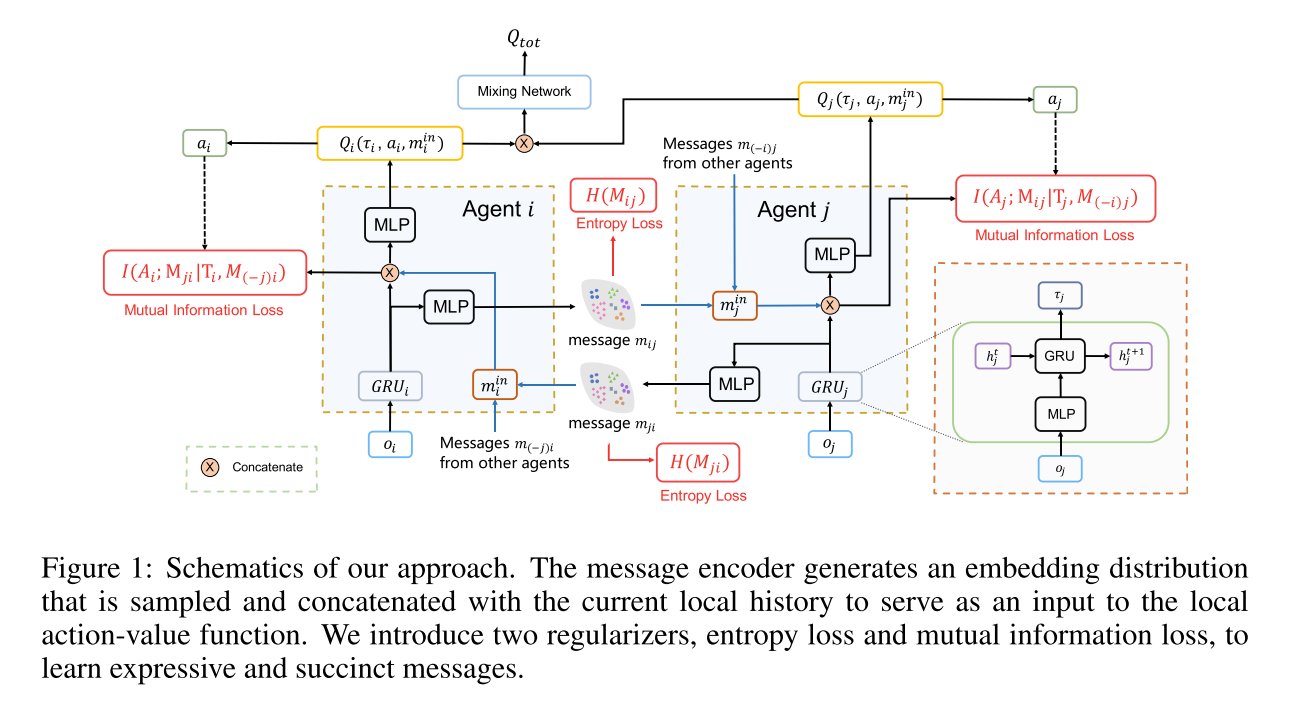 $Q_{tot}$
Mixing Network
$a_i$
$Q_i(\tau_i, a_i, m_i^{in})$
X
$Q_j(\tau_j, a_j, m_j^{in})$
$a_j$
Messages $m_{(-i)j}$
from other agents
$I(A_i; M_{ji}|T_i, M_{(-j)i})$
Mutual Information Loss
Agent $i$
MLP
X
MLP
$GRU_i$
$m_i^{in}$
$o_i$
Messages $m_{(-j)i}$
from other agents
$H(M_{ij})$
Entropy Loss
message $m_{ij}$
message $m_{ji}$
$H(M_{ji})$
Entropy Loss
Agent $j$
MLP
$m_j^{in}$
X
MLP
$GRU_j$
$o_j$
$I(A_j; M_{ij}|T_j, M_{(-i)j})$
Mutual Information Loss
$\tau_j$
$h_j^t$
GRU
$h_j^{t+1}$
MLP
$o_j$
X Concatenate
Figure 1: Schematics of our approach. The message encoder generates an embedding distribution
that is sampled and concatenated with the current local history to serve as an input to the local
action-value function. We introduce two regularizers, entropy loss and mutual information loss, to
learn expressive and succinct messages.